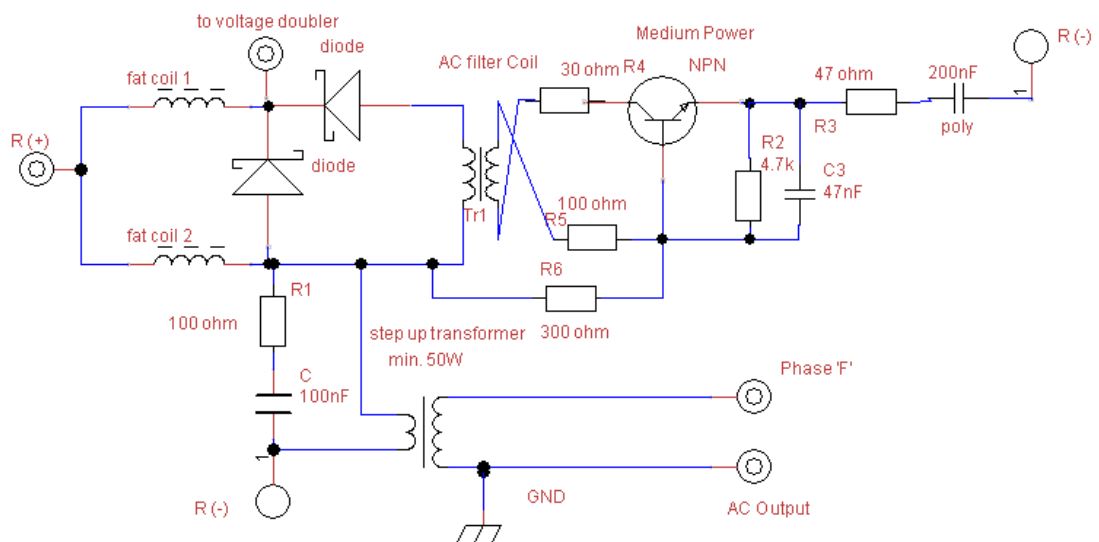 to voltage doubler
diode
Medium Power
R (-)
fat coil 1
AC filter Coil
R4
NPN
30 ohm
47 ohm
200nF
1
R (+)
R3
poly
diode
R2
4.7k
C3
47nF
Tr1
100 ohm
R5
fat coil 2
R6
R1
100 ohm
step up transformer
300 ohm
min. 50W
Phase 'F'
C
100nF
1
R (-)
GND
AC Output